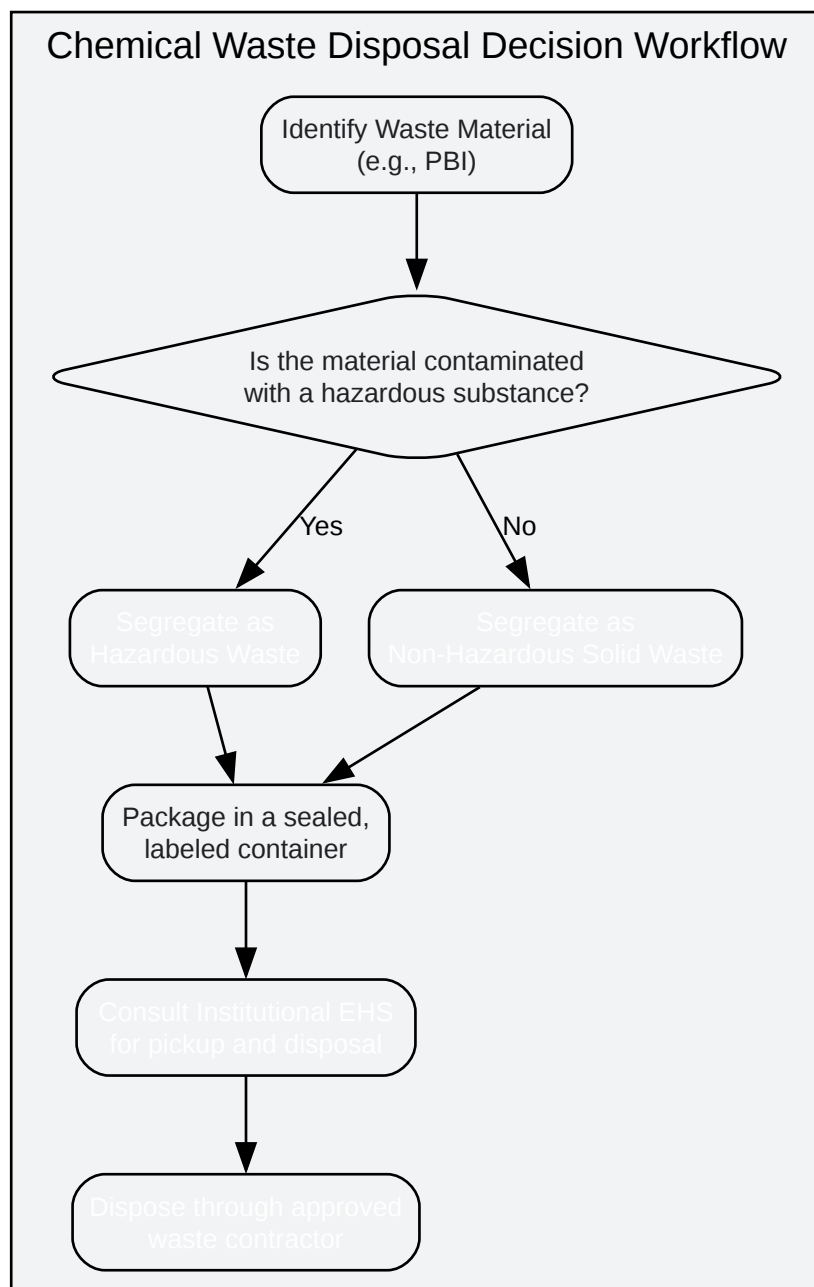 Chemical Waste Disposal Decision Workflow
Identify Waste Material
(e.g., PBI)
Is the material contaminated
with a hazardous substance?
Yes
No
Segregate as
Hazardous Waste
Segregate as
Non-Hazardous Solid Waste
Package in a sealed,
labeled container
Consult Institutional EHS
for pickup and disposal
Dispose through approved
waste contractor